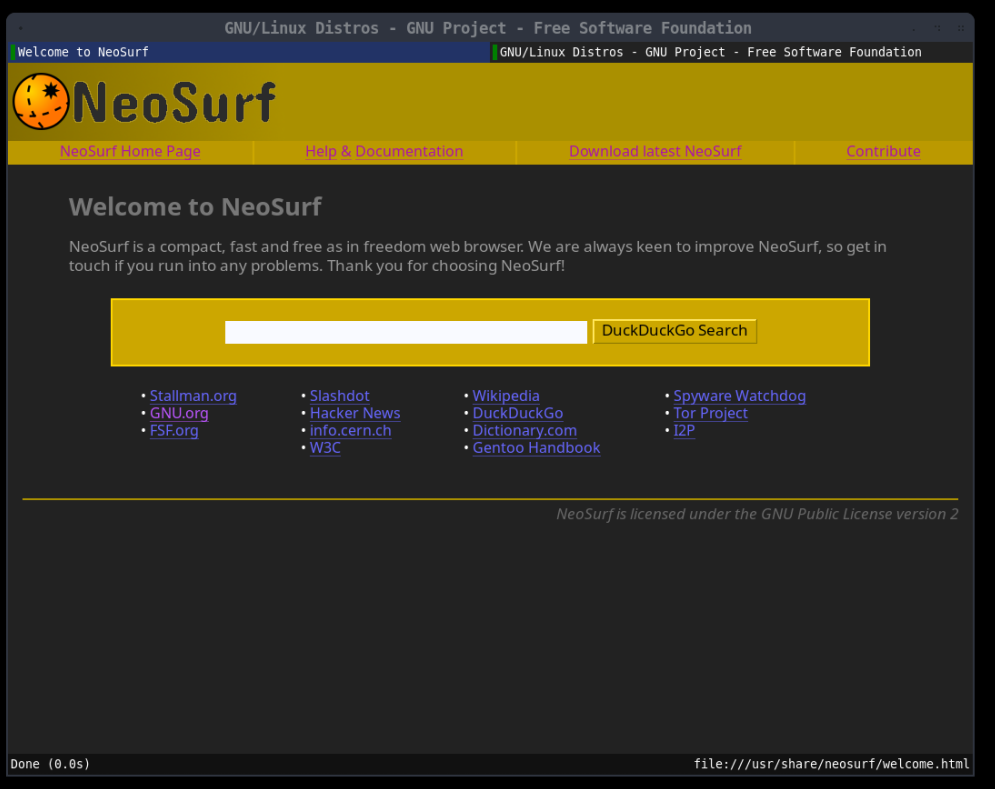 GNU/Linux Distros - GNU Project - Free Software Foundation
Welcome to NeoSurf GNU/Linux Distros - GNU Project - Free Software Foundation
NeoSurf
NeoSurf Home Page Help & Documentation Download latest NeoSurf Contribute
Welcome to NeoSurf
NeoSurf is a compact, fast and free as in freedom web browser. We are always keen to improve NeoSurf, so get in
touch if you run into any problems. Thank you for choosing NeoSurf!
DuckDuckGo Search
• Stallman.org • Slashdot • Wikipedia • Spyware Watchdog
• GNU.org • Hacker News • DuckDuckGo • Tor Project
• FSF.org • info.cern.ch • Dictionary.com • I2P
• W3C • Gentoo Handbook
NeoSurf is licensed under the GNU Public License version 2
Done (0.0s) file:///usr/share/neosurf/welcome.html